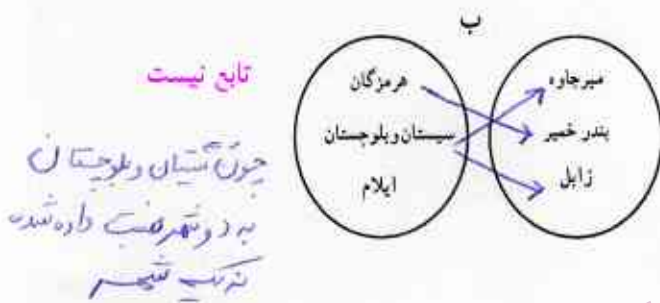 ب
هرمزگان
سیستان و بلوچستان
ایلام
میرجاوه
بندر خمیر
زابل
تابع نیست
چون سیستان و بلوچستان
به دو شهر نسبت داده شده
نه یک شهر